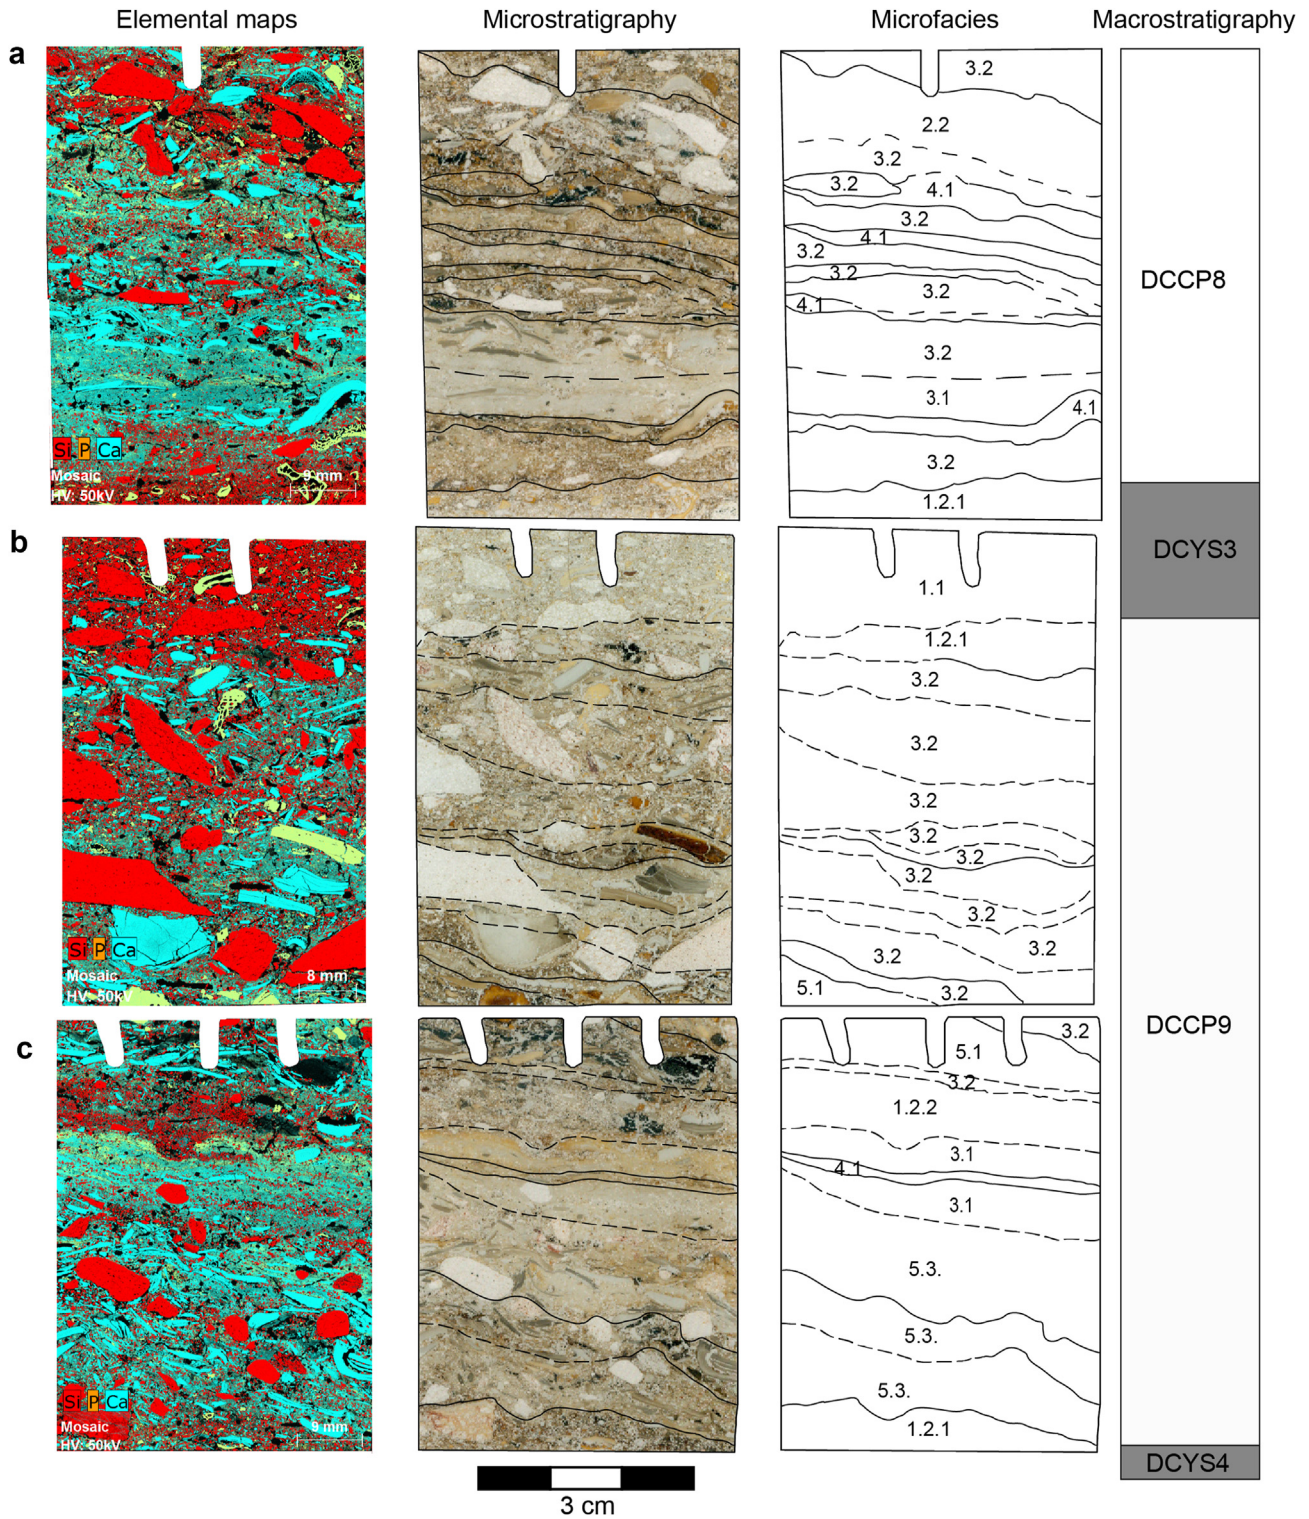 Elemental maps Microstratigraphy Microfacies Macrostratigraphy
a
3.2
2.2
3.2
3.2
4.1
3.2
4.1
3.2
3.2
3.2
4.1
3.2
3.1
4.1
3.2
1.2.1
Si P Ca
Mosaic
HV: 50kV
9 mm
DCCP8
DCYS3
b
1.1
1.2.1
3.2
3.2
3.2
3.2
3.2
3.2
3.2
3.2
3.2
5.1
3.2
Si P Ca
Mosaic
HV: 50kV
8 mm
DCCP9
c
3.2
5.1
3.2
1.2.2
3.1
4.1
3.1
5.3.
5.3.
5.3.
1.2.1
Si P Ca
Mosaic
HV: 50kV
9 mm
DCYS4
3 cm